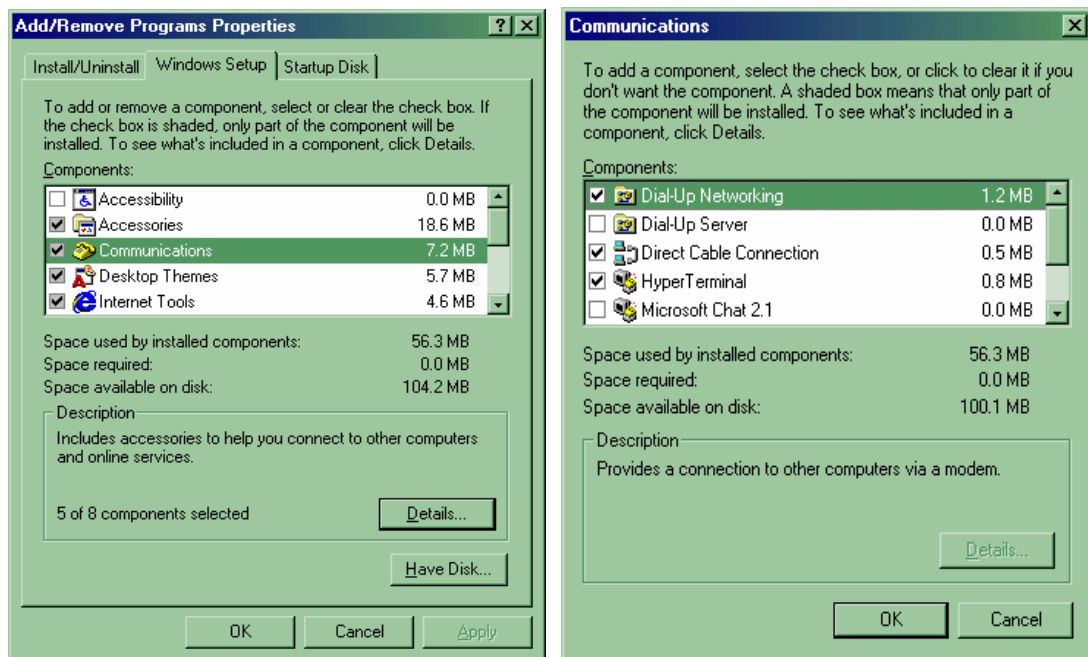 Add/Remove Programs Properties
Install/Uninstall
Windows Setup
Startup Disk
To add or remove a component, select or clear the check box. If
the check box is shaded, only part of the component will be
installed. To see what's included in a component, click Details.
Components:
Accessibility 0.0 MB
Accessories 18.6 MB
Communications 7.2 MB
Desktop Themes 5.7 MB
Internet Tools 4.6 MB
Space used by installed components: 56.3 MB
Space required: 0.0 MB
Space available on disk: 104.2 MB
Description
Includes accessories to help you connect to other computers
and online services.
5 of 8 components selected
Details...
Have Disk...
OK
Cancel
Apply
Communications
To add a component, select the check box, or click to clear it if you
don't want the component. A shaded box means that only part of
the component will be installed. To see what's included in a
component, click Details.
Components:
Dial-Up Networking 1.2 MB
Dial-Up Server 0.0 MB
Direct Cable Connection 0.5 MB
HyperTerminal 0.8 MB
Microsoft Chat 2.1 0.0 MB
Space used by installed components: 56.3 MB
Space required: 0.0 MB
Space available on disk: 100.1 MB
Description
Provides a connection to other computers via a modem.
Details...
OK
Cancel